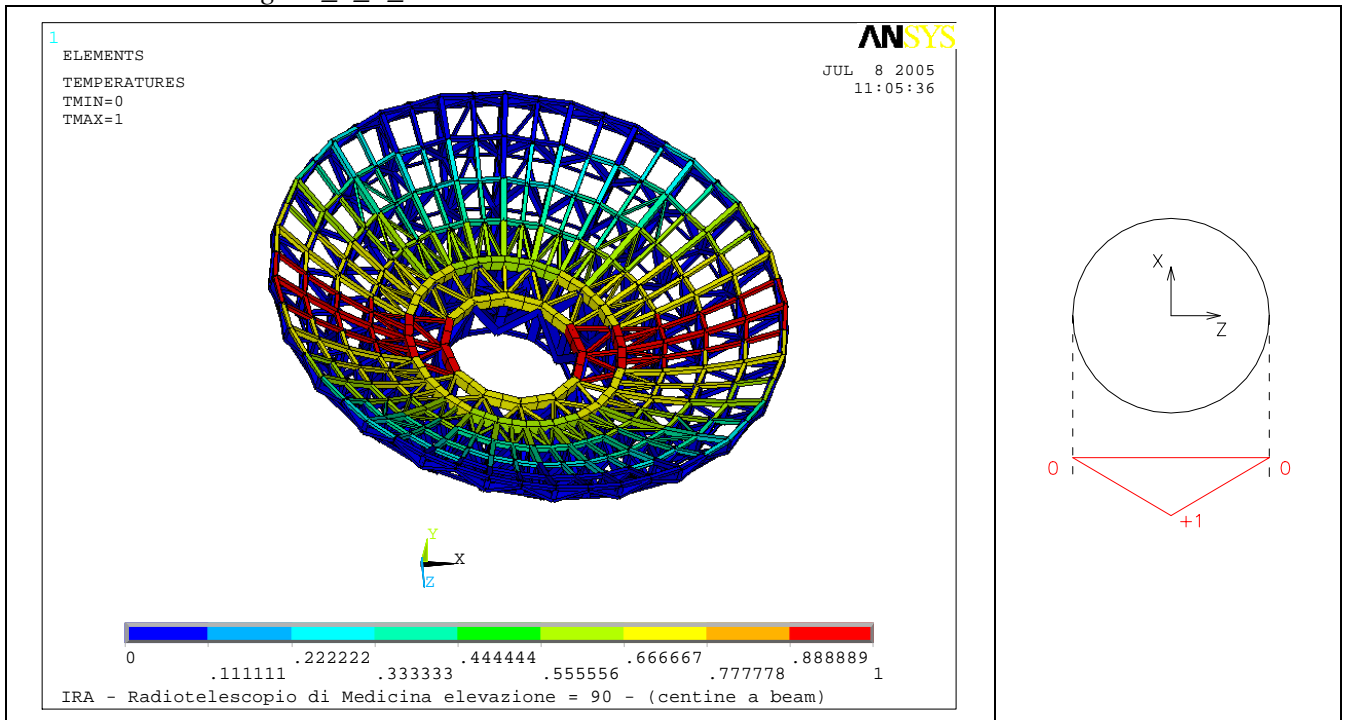 1
ELEMENTS
TEMPERATURES
TMIN=0
TMAX=1
ANSYS
JUL 8 2005
11:05:36
Y
X
Z
0
.111111
.222222
.333333
.444444
.555556
.666667
.777778
.888889
1
IRA - Radiotelescopio di Medicina elevazione = 90 - (centine a beam)
X
Z
0
0
+1